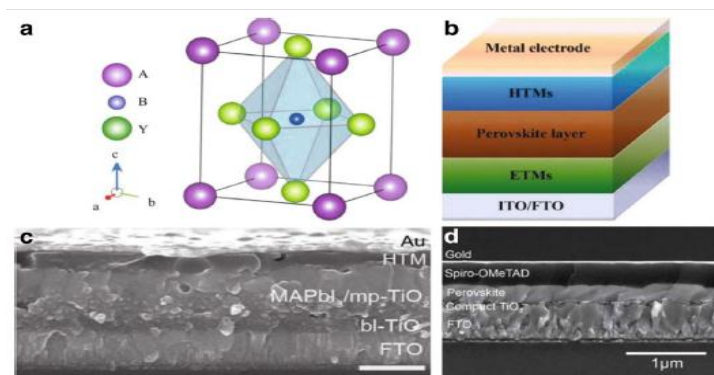 a
A
B
Y
c
a
b
b
Metal electrode
HTMs
Perovskite layer
ETMs
ITO/FTO
c
Au
HTM
MAPbI₃/mp-TiO₂
bl-TiO₂
FTO
d
Gold
Spiro-OMeTAD
Perovskite
Compact TiO₂
FTO
1µm